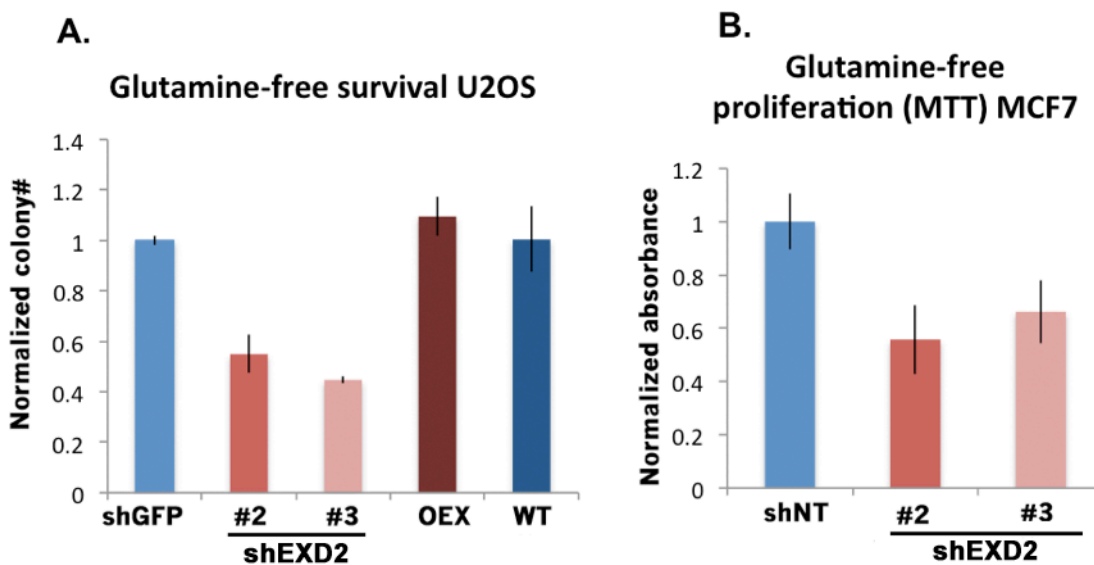 A.
Glutamine-free survival U2OS
Normalized colony#
1.4
1.2
1
0.8
0.6
0.4
0.2
0
shGFP
#2
#3
OEX
WT
shEXD2
B.
Glutamine-free
proliferation (MTT) MCF7
Normalized absorbance
1.2
1
0.8
0.6
0.4
0.2
0
shNT
#2
#3
shEXD2